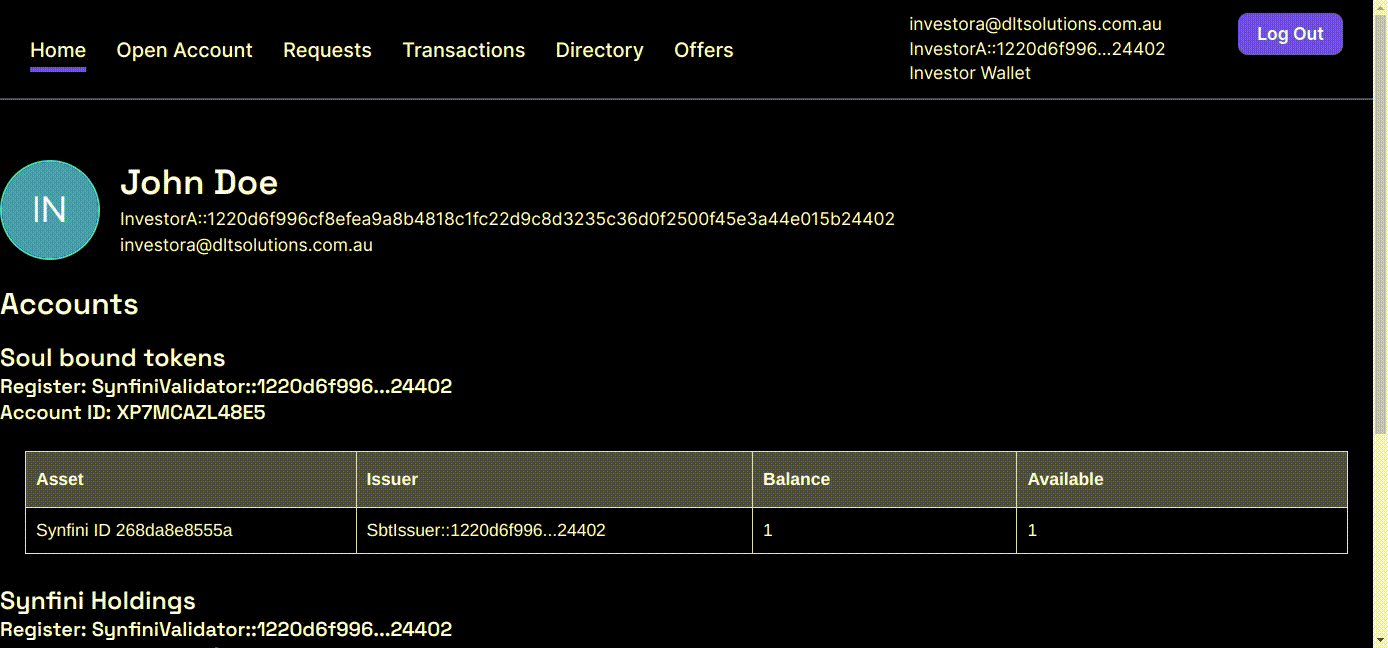 Home Open Account Requests Transactions Directory Offers
investora@dltsolutions.com.au
InvestorA::1220d6f996...24402
Investor Wallet
Log Out
IN
John Doe
InvestorA::1220d6f996cf8efea9a8b4818c1fc22d9c8d3235c36d0f2500f45e3a44e015b24402
investora@dltsolutions.com.au
Accounts
Soul bound tokens
Register: SynfiniValidator::1220d6f996...24402
Account ID: XP7MCAZL48E5
Asset Issuer Balance Available
Synfini ID 268da8e8555a SbtIssuer::1220d6f996...24402 1 1
Synfini Holdings
Register: SynfiniValidator::1220d6f996...24402